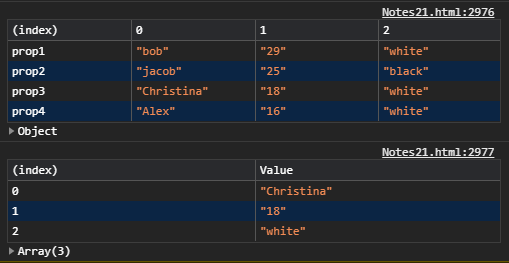 Notes21.html:2976
(index) 0 1 2
prop1 "bob" "29" "white"
prop2 "jacob" "25" "black"
prop3 "Christina" "18" "white"
prop4 "Alex" "16" "white"
Object
Notes21.html:2977
(index) Value
0 "Christina"
1 "18"
2 "white"
Array(3)